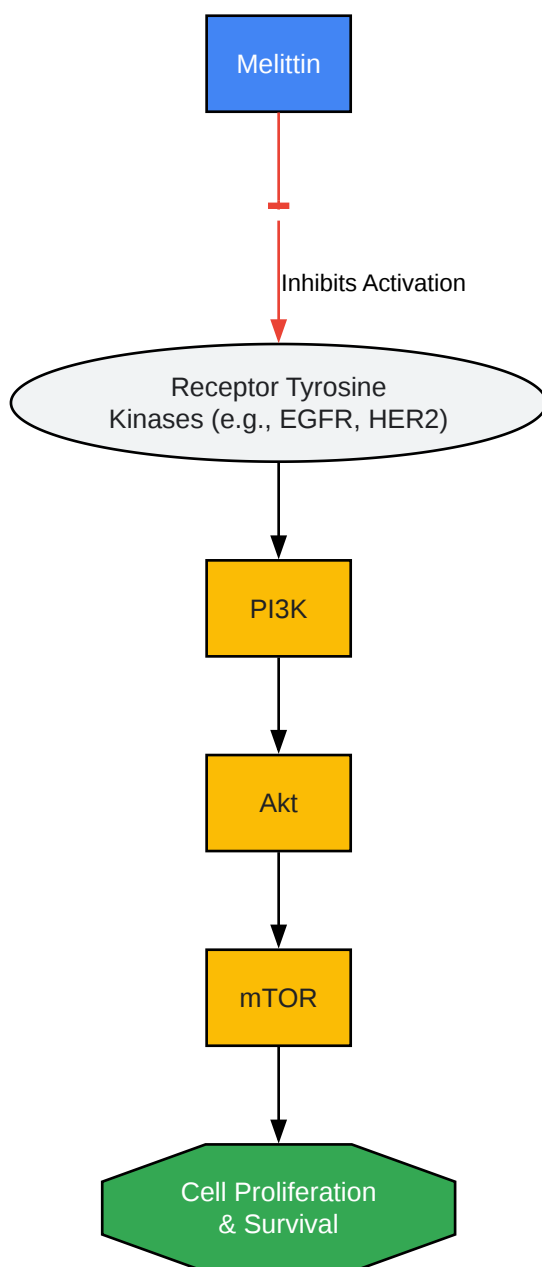 Melittin
Inhibits Activation
Receptor Tyrosine
Kinases (e.g., EGFR, HER2)
PI3K
Akt
mTOR
Cell Proliferation
& Survival